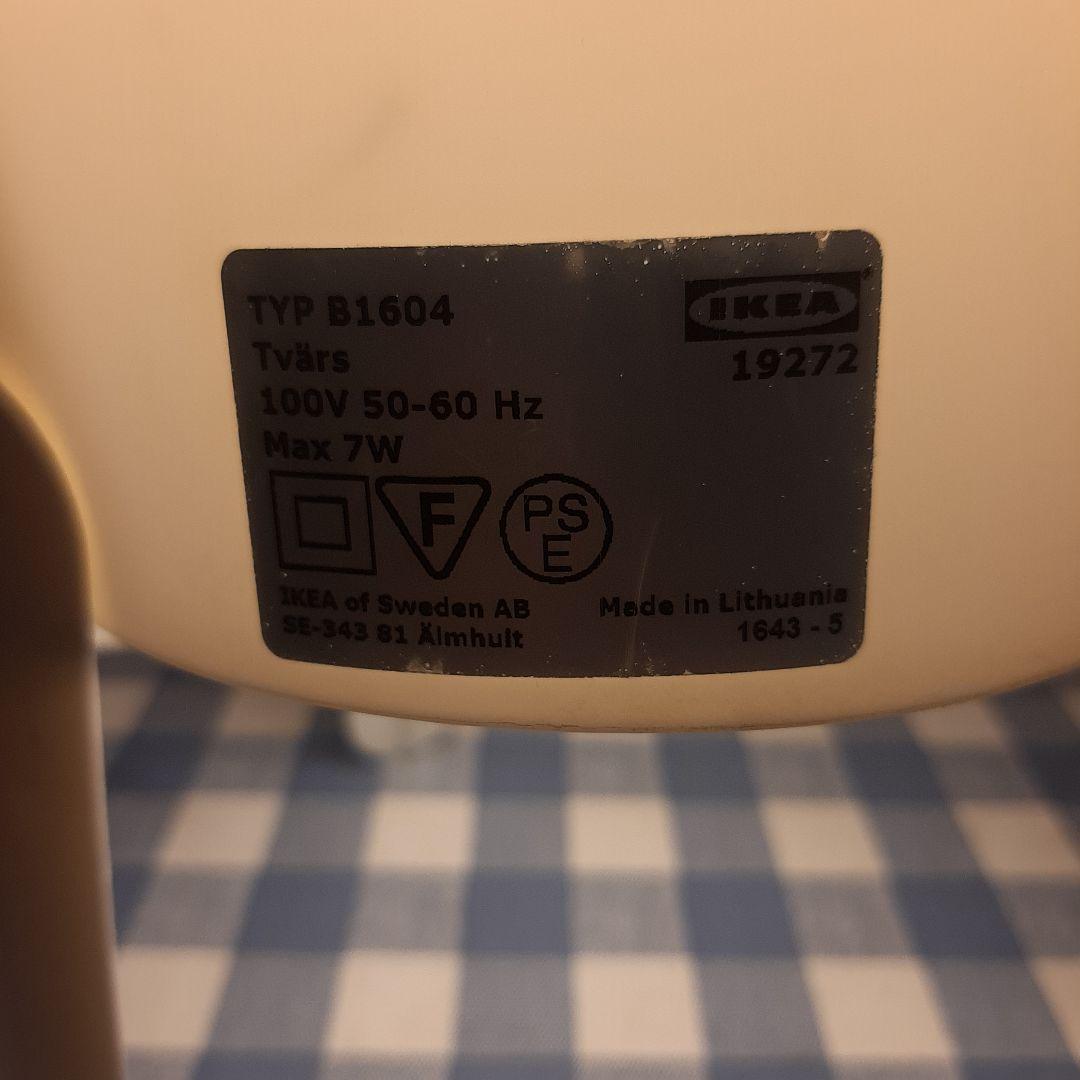 TYP B1604
IKEA
Tvärs
19272
100V 50-60 Hz
Max 7W
F
PS
E
IKEA of Sweden AB
SE-343 81 Älmhult
Made in Lithuania
1643 - 5